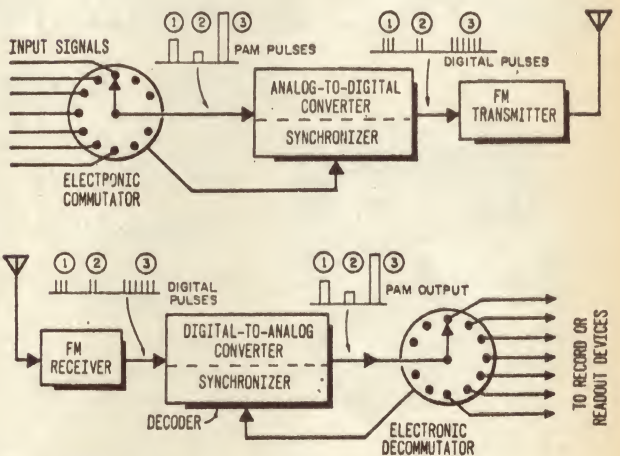 ① ② ③
PAM PULSES
INPUT SIGNALS
ELECTRONIC
COMMUTATOR
ANALOG-TO-DIGITAL
CONVERTER
SYNCHRONIZER
① ② ③
DIGITAL PULSES
FM
TRANSMITTER
① ② ③
DIGITAL
PULSES
FM
RECEIVER
DIGITAL-TO-ANALOG
CONVERTER
SYNCHRONIZER
DECODER
① ② ③
PAM OUTPUT
ELECTRONIC
DECOMMUTATOR
TO RECORD OR
READOUT DEVICES